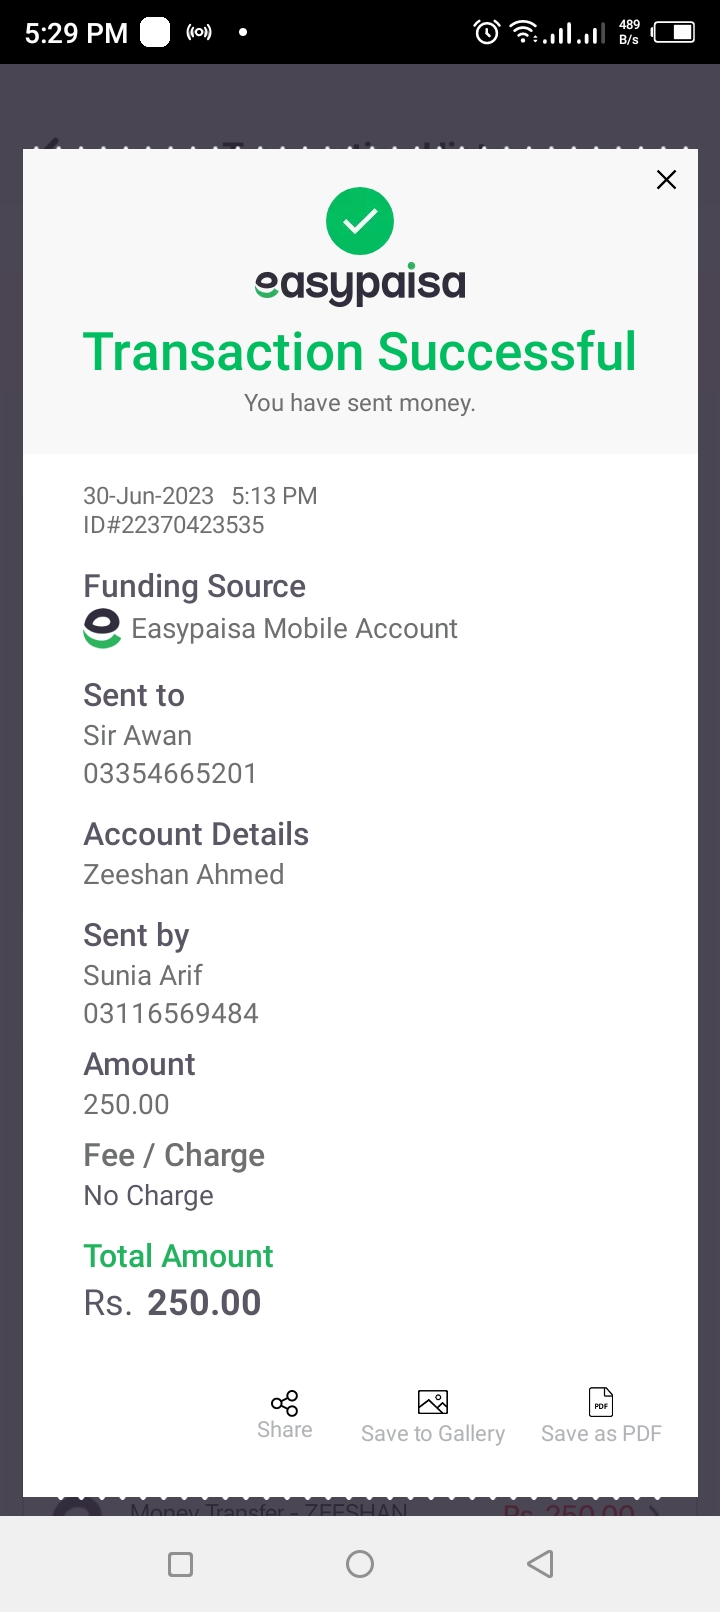 5:29 PM
489
B/s
easypaisa
Transaction Successful
You have sent money.
30-Jun-2023 5:13 PM
ID#22370423535
Funding Source
Easypaisa Mobile Account
Sent to
Sir Awan
03354665201
Account Details
Zeeshan Ahmed
Sent by
Sunia Arif
03116569484
Amount
250.00
Fee / Charge
No Charge
Total Amount
Rs. 250.00
PDF
Share
Save to Gallery
Save as PDF
Money Transfer - ZEESHAN
Rs. 250.00